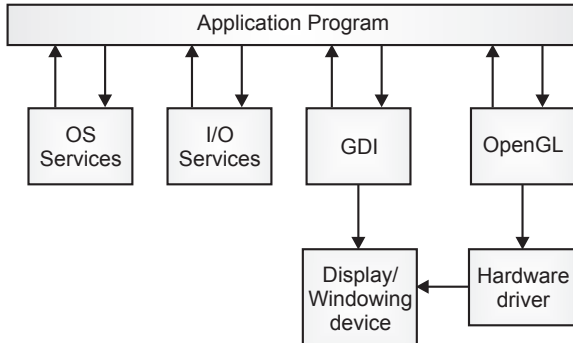 Application Program
OS
Services
I/O
Services
GDI
OpenGL
Display/
Windowing
device
Hardware
driver